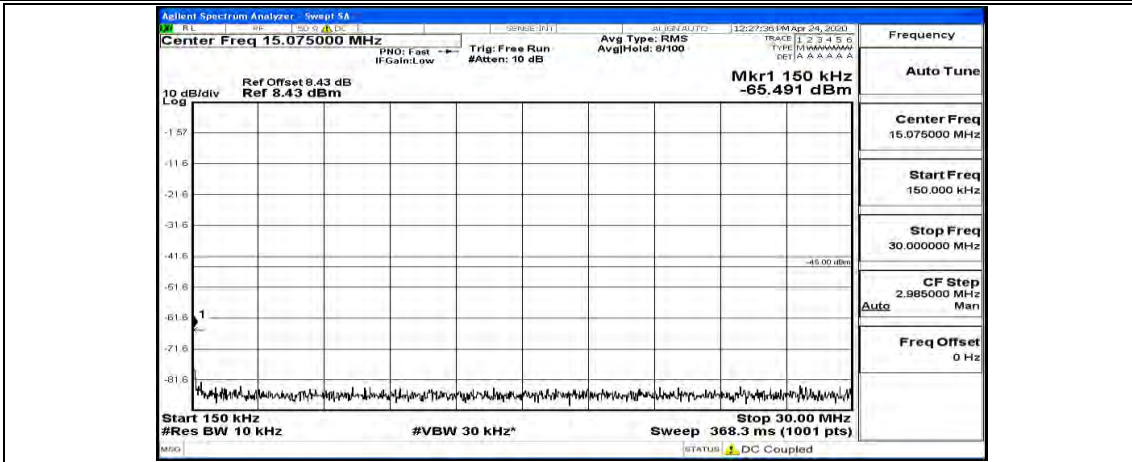 Agilent Spectrum Analyzer - Swept SA
RL RF 50 Ω DC SENSE:INT ALIGN AUTO 12:27:36 PM Apr 24, 2020
Center Freq 15.075000 MHz
PNO: Fast
IFGain:Low
Trig: Free Run
#Atten: 10 dB
Avg Type: RMS
Avg|Hold: 8/100
TRACE 1 2 3 4 5 6
TYPE M
DET A A A A A A
Ref Offset 8.43 dB
10 dB/div Ref 8.43 dBm
Log
Mkr1 150 kHz
-65.491 dBm
-1.57
-11.6
-21.6
-31.6
-41.6
-45.00 dBm
-51.6
-61.6
1
-71.6
-81.6
Start 150 kHz
#Res BW 10 kHz
#VBW 30 kHz*
Stop 30.00 MHz
Sweep 368.3 ms (1001 pts)
MSG
STATUS DC Coupled
Frequency
Auto Tune
Center Freq
15.075000 MHz
Start Freq
150.000 kHz
Stop Freq
30.000000 MHz
CF Step
2.985000 MHz
Auto Man
Freq Offset
0 Hz